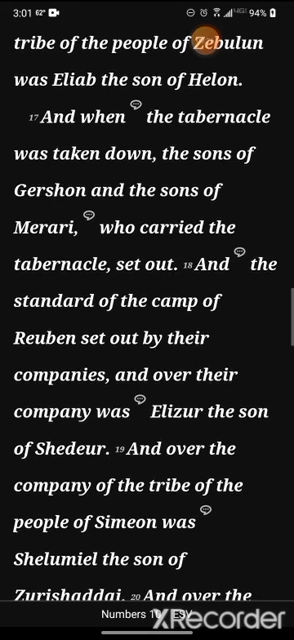 3:01 62° 94%
tribe of the people of Zebulun
was Eliab the son of Helon.
17 And when the tabernacle
was taken down, the sons of
Gershon and the sons of
Merari, who carried the
tabernacle, set out. 18 And the
standard of the camp of
Reuben set out by their
companies, and over their
company was Elizur the son
of Shedeur. 19 And over the
company of the tribe of the
people of Simeon was
Shelumiel the son of
Zurishaddai. 20 And over the
Numbers 10 ESV
XRecorder